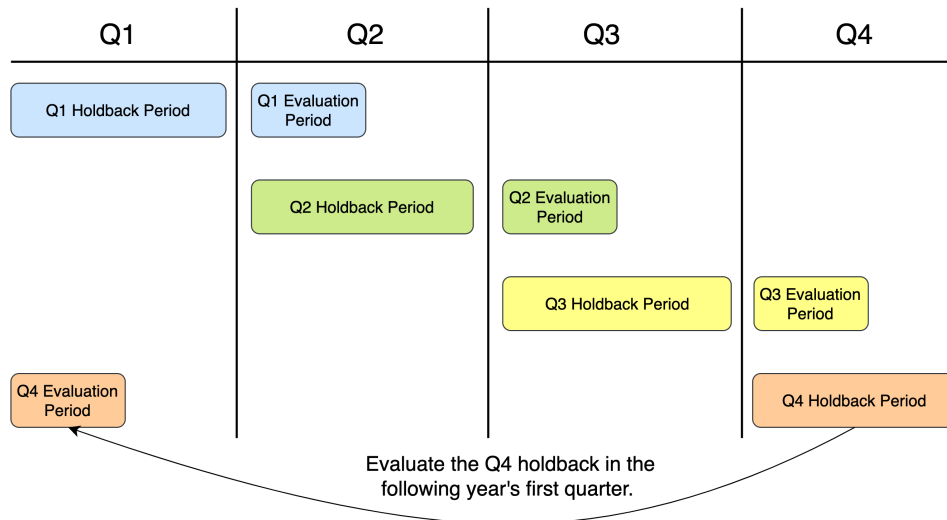 Q1
Q2
Q3
Q4
Q1 Holdback Period
Q1 Evaluation
Period
Q2 Holdback Period
Q2 Evaluation
Period
Q3 Holdback Period
Q3 Evaluation
Period
Q4 Evaluation
Period
Q4 Holdback Period
Evaluate the Q4 holdback in the
following year's first quarter.